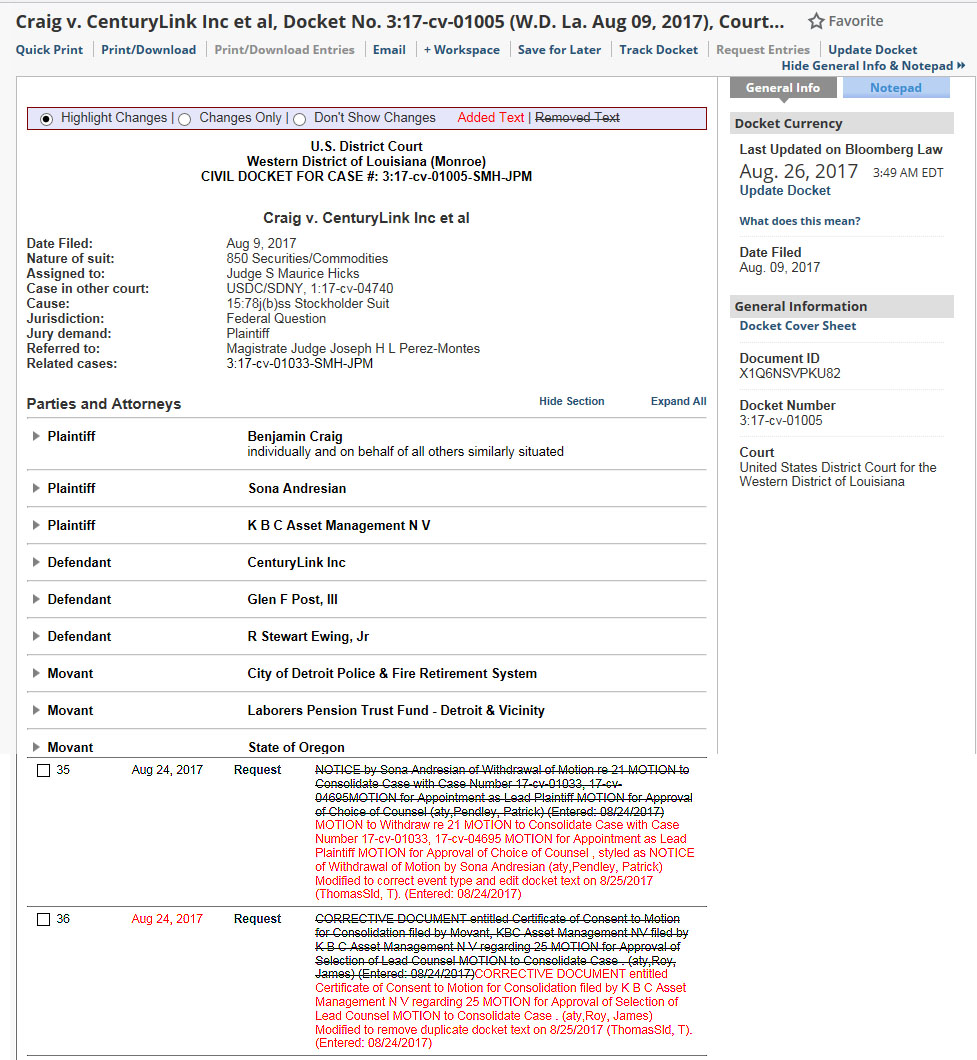 Craig v. CenturyLink Inc et al, Docket No. 3:17-cv-01005 (W.D. La. Aug 09, 2017), Court... Favorite
Quick Print Print/Download Print/Download Entries Email + Workspace Save for Later Track Docket Request Entries Update Docket
Hide General Info & Notepad
General Info Notepad
Highlight Changes | Changes Only | Don't Show Changes Added Text | Removed Text
U.S. District Court
Western District of Louisiana (Monroe)
CIVIL DOCKET FOR CASE #: 3:17-cv-01005-SMH-JPM
Craig v. CenturyLink Inc et al
Date Filed: Aug 9, 2017
Nature of suit: 850 Securities/Commodities
Assigned to: Judge S Maurice Hicks
Case in other court: USDC/SDNY, 1:17-cv-04740
Cause: 15:78j(b)ss Stockholder Suit
Jurisdiction: Federal Question
Jury demand: Plaintiff
Referred to: Magistrate Judge Joseph H L Perez-Montes
Related cases: 3:17-cv-01033-SMH-JPM
Parties and Attorneys Hide Section Expand All
Plaintiff Benjamin Craig
individually and on behalf of all others similarly situated
Plaintiff Sona Andresian
Plaintiff K B C Asset Management N V
Defendant CenturyLink Inc
Defendant Glen F Post, III
Defendant R Stewart Ewing, Jr
Movant City of Detroit Police & Fire Retirement System
Movant Laborers Pension Trust Fund - Detroit & Vicinity
Movant State of Oregon
35 Aug 24, 2017 Request NOTICE by Sona Andresian of Withdrawal of Motion re 21 MOTION to
Consolidate Case with Case Number 17-cv-01033, 17-cv-
04695MOTION for Appointment as Lead Plaintiff MOTION for Approval
of Choice of Counsel (aty,Pendley, Patrick) (Entered: 08/24/2017)
MOTION to Withdraw re 21 MOTION to Consolidate Case with Case
Number 17-cv-01033, 17-cv-04695 MOTION for Appointment as Lead
Plaintiff MOTION for Approval of Choice of Counsel , styled as NOTICE
of Withdrawal of Motion by Sona Andresian (aty,Pendley, Patrick)
Modified to correct event type and edit docket text on 8/25/2017
(ThomasSld, T). (Entered: 08/24/2017)
36 Aug 24, 2017 Request CORRECTIVE DOCUMENT entitled Certificate of Consent to Motion
for Consolidation filed by Movant, KBC Asset Management NV filed by
K B C Asset Management N V regarding 25 MOTION for Approval of
Selection of Lead Counsel MOTION to Consolidate Case . (aty,Roy,
James) (Entered: 08/24/2017)CORRECTIVE DOCUMENT entitled
Certificate of Consent to Motion for Consolidation filed by K B C Asset
Management N V regarding 25 MOTION for Approval of Selection of
Lead Counsel MOTION to Consolidate Case . (aty,Roy, James)
Modified to remove duplicate docket text on 8/25/2017 (ThomasSld, T).
(Entered: 08/24/2017)
Docket Currency
Last Updated on Bloomberg Law
Aug. 26, 2017 3:49 AM EDT
Update Docket
What does this mean?
Date Filed
Aug. 09, 2017
General Information
Docket Cover Sheet
Document ID
X1Q6NSVPKU82
Docket Number
3:17-cv-01005
Court
United States District Court for the
Western District of Louisiana